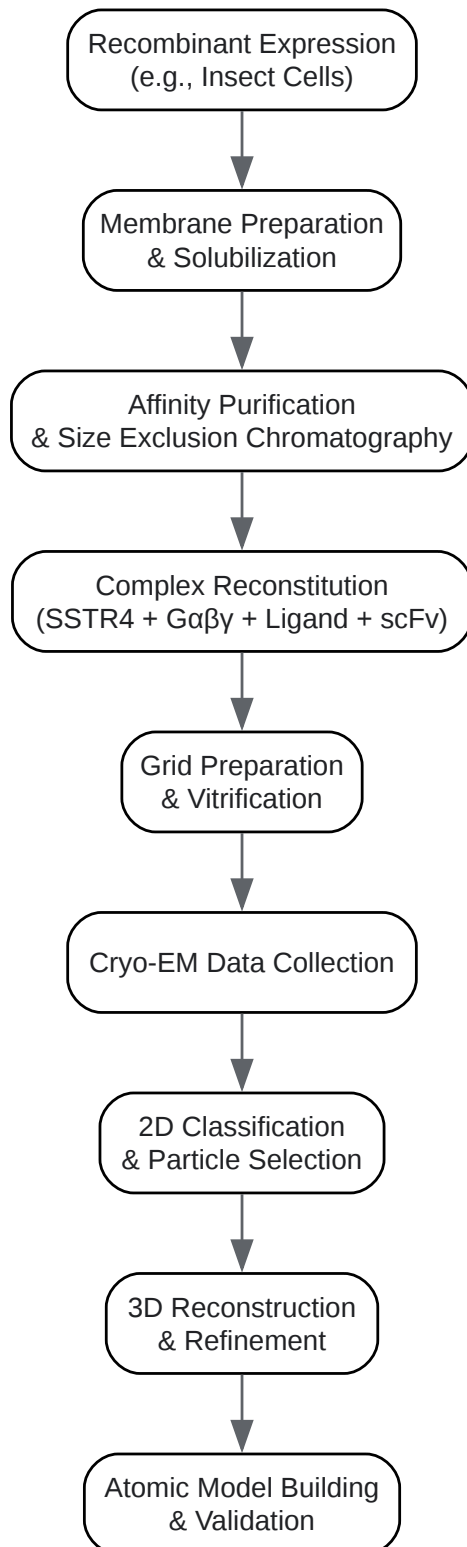 Recombinant Expression
(e.g., Insect Cells)
Membrane Preparation
& Solubilization
Affinity Purification
& Size Exclusion Chromatography
Complex Reconstitution
(SSTR4 + Gαβγ + Ligand + scFv)
Grid Preparation
& Vitrification
Cryo-EM Data Collection
2D Classification
& Particle Selection
3D Reconstruction
& Refinement
Atomic Model Building
& Validation